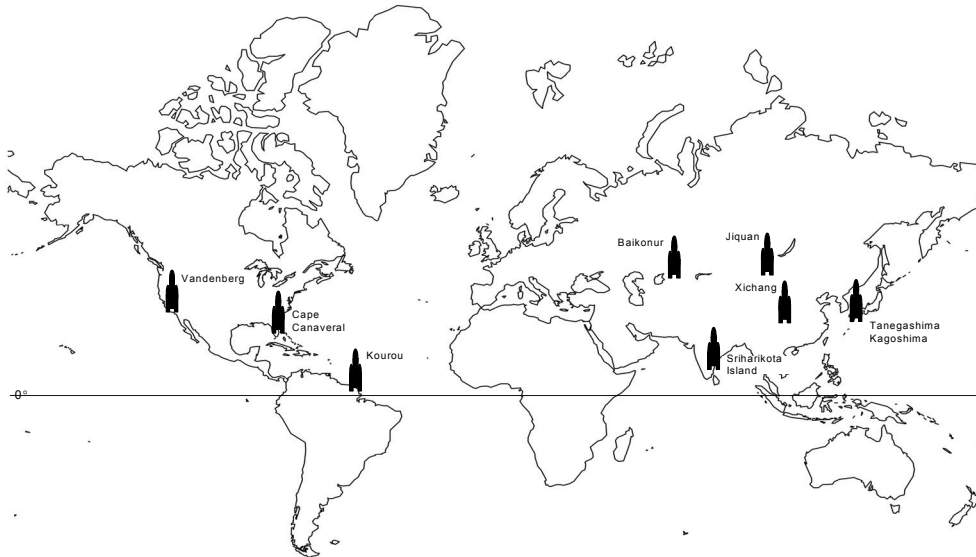 Baikonur
Jiquan
Vandenberg
Xichang
Cape
Canaveral
Tanegashima
Kagoshima
Kourou
Sriharikota
Island
0°